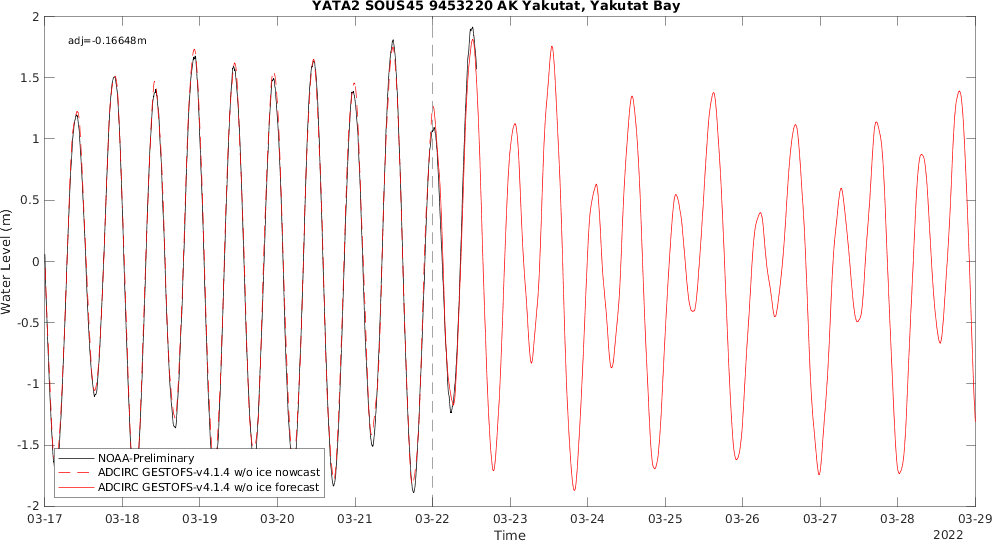 YATA2 SOUS45 9453220 AK Yakutat, Yakutat Bay
adj=-0.16648m
2
1.5
1
0.5
0
-0.5
-1
-1.5
-2
Water Level (m)
NOAA-Preliminary
ADCIRC GESTOFS-v4.1.4 w/o ice nowcast
ADCIRC GESTOFS-v4.1.4 w/o ice forecast
03-17 03-18 03-19 03-20 03-21 03-22 03-23 03-24 03-25 03-26 03-27 03-28 03-29
Time
2022